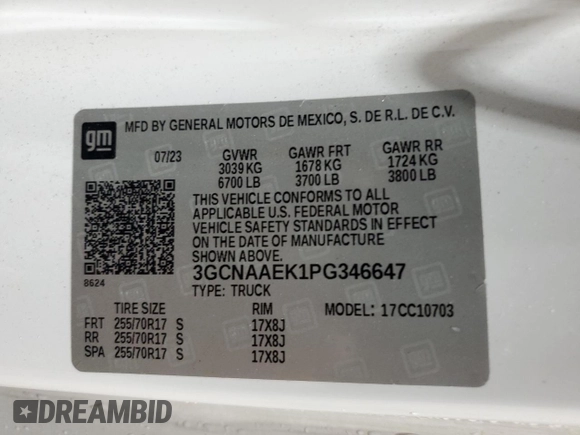 gm
MFD BY GENERAL MOTORS DE MEXICO, S. DE R.L. DE C.V.
07/23 GVWR GAWR FRT GAWR RR
3039 KG 1678 KG 1724 KG
6700 LB 3700 LB 3800 LB
THIS VEHICLE CONFORMS TO ALL
APPLICABLE U.S. FEDERAL MOTOR
VEHICLE SAFETY STANDARDS IN EFFECT
ON THE DATE OF MANUFACTURE
SHOWN ABOVE.
8624
3GCNAAEK1PG346647
TYPE: TRUCK MODEL: 17CC10703
TIRE SIZE RIM
FRT 255/70R17 S 17X8J
RR 255/70R17 S 17X8J
SPA 255/70R17 S 17X8J
DREAMBID